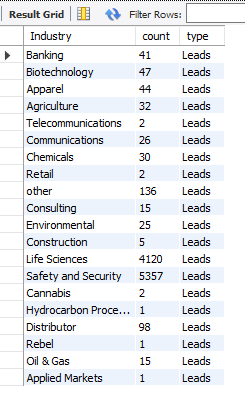 Result Grid Filter Rows:
Industry count type
Banking 41 Leads
Biotechnology 47 Leads
Apparel 44 Leads
Agriculture 32 Leads
Telecommunications 2 Leads
Communications 26 Leads
Chemicals 30 Leads
Retail 2 Leads
other 136 Leads
Consulting 15 Leads
Environmental 25 Leads
Construction 5 Leads
Life Sciences 4120 Leads
Safety and Security 5357 Leads
Cannabis 2 Leads
Hydrocarbon Proce... 1 Leads
Distributor 98 Leads
Rebel 1 Leads
Oil & Gas 15 Leads
Applied Markets 1 Leads